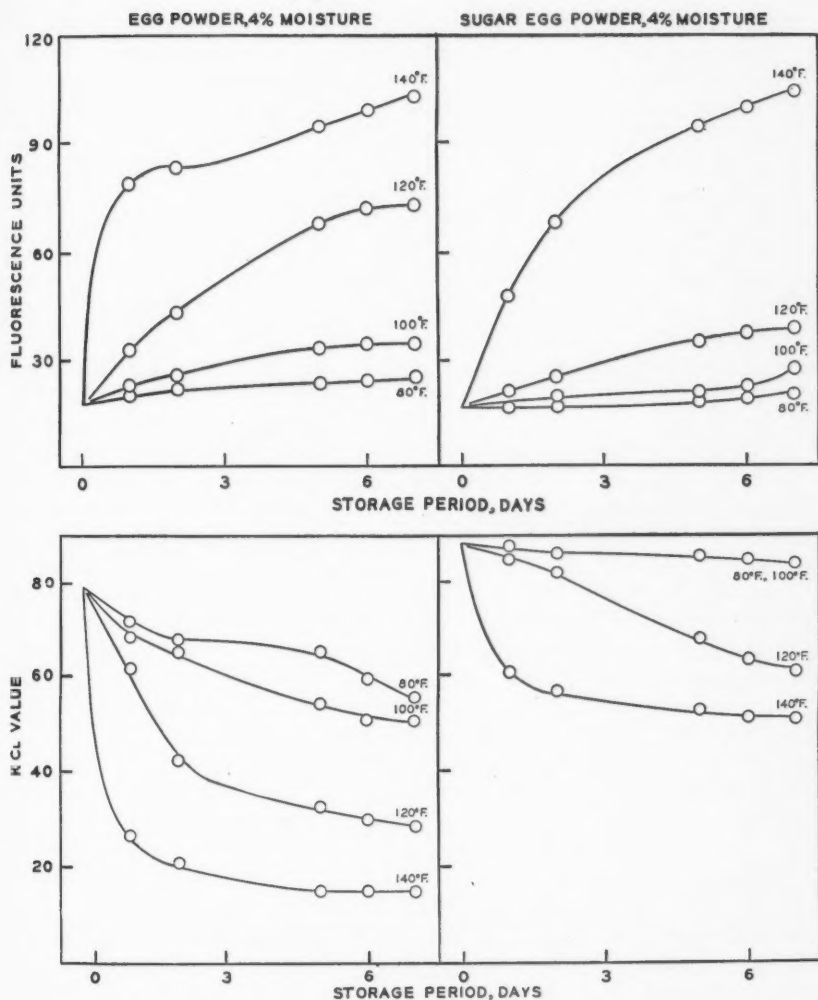 EGG POWDER, 4% MOISTURE
SUGAR EGG POWDER, 4% MOISTURE
FLUORESCENCE UNITS
120
90
60
30
140°F.
120°F.
100°F.
80°F.
140°F.
120°F.
100°F.
80°F.
0 3 6 0 3 6
STORAGE PERIOD, DAYS
KCL VALUE
80
60
40
20
80°F.
100°F.
120°F.
140°F.
80°F., 100°F.
120°F.
140°F.
0 3 6 0 3 6
STORAGE PERIOD, DAYS